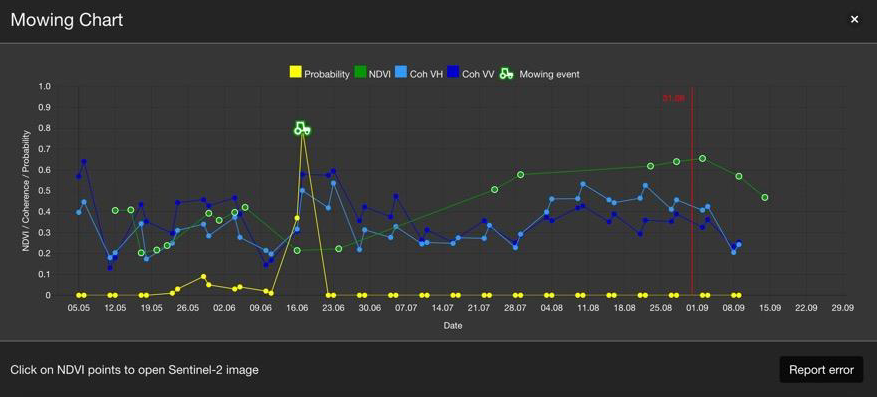 Mowing Chart
×
Probability NDVI Coh VH Coh VV Mowing event
NDVI / Coherence / Probability
1.0
0.9
0.8
0.7
0.6
0.5
0.4
0.3
0.2
0.1
0
31.08
05.05 12.05 19.05 26.05 02.06 09.06 16.06 23.06 30.06 07.07 14.07 21.07 28.07 04.08 11.08 18.08 25.08 01.09 08.09 15.09 22.09 29.09
Date
Click on NDVI points to open Sentinel-2 image
Report error